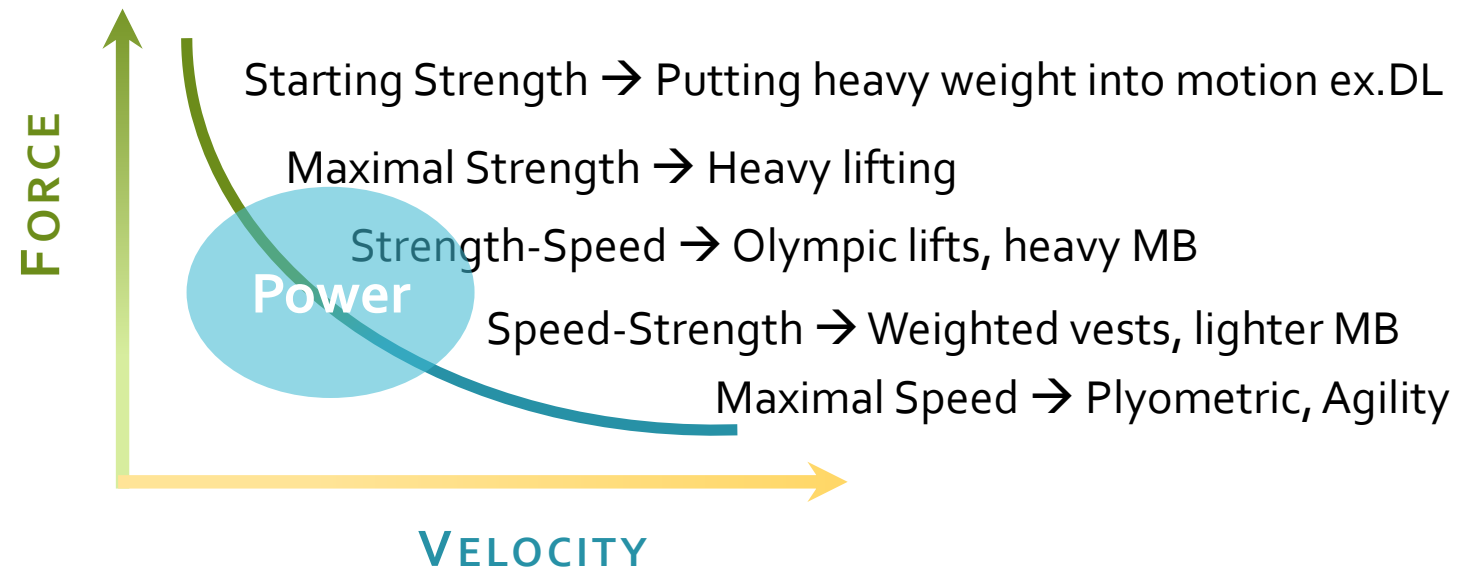 FORCE
Starting Strength → Putting heavy weight into motion ex.DL
Maximal Strength → Heavy lifting
Strength-Speed → Olympic lifts, heavy MB
Power
Speed-Strength → Weighted vests, lighter MB
Maximal Speed → Plyometric, Agility
VELOCITY